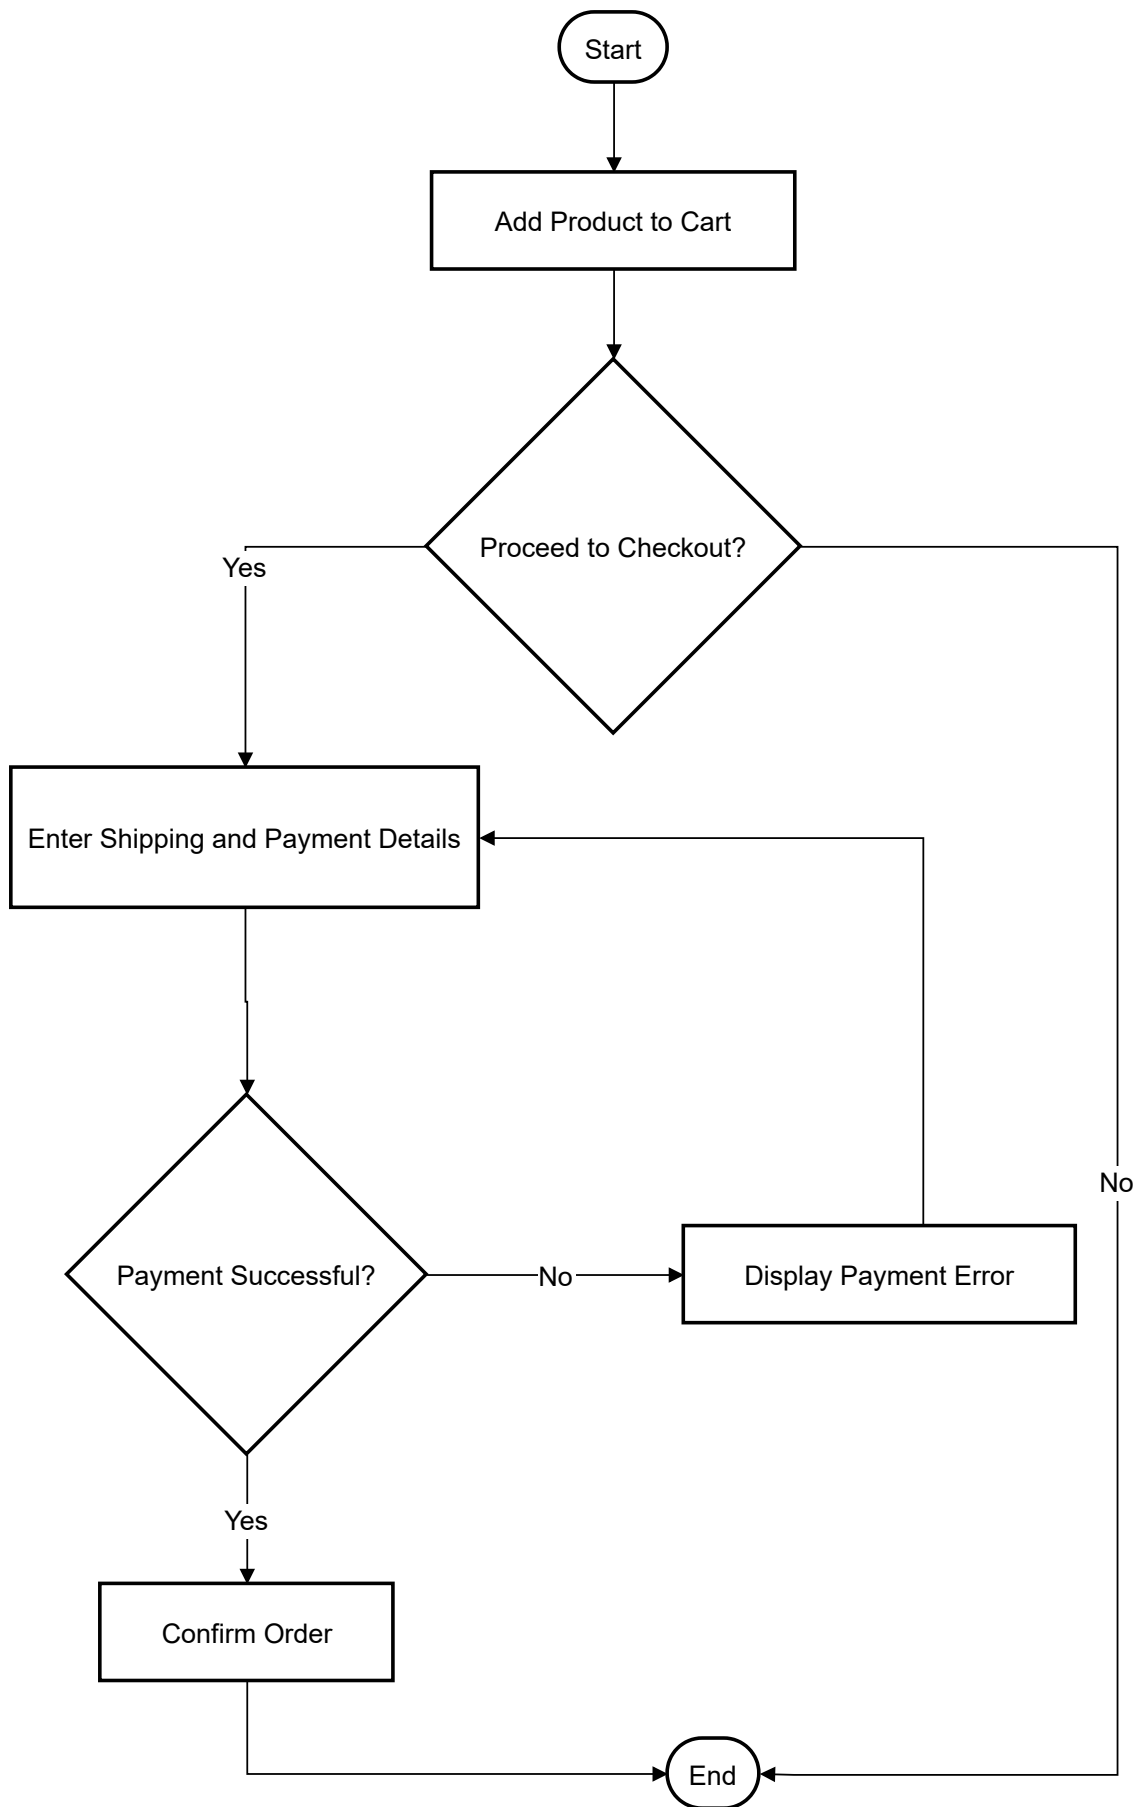 Start
Add Product to Cart
Proceed to Checkout?
Yes
Enter Shipping and Payment Details
No
Payment Successful?
No
Display Payment Error
Yes
Confirm Order
End